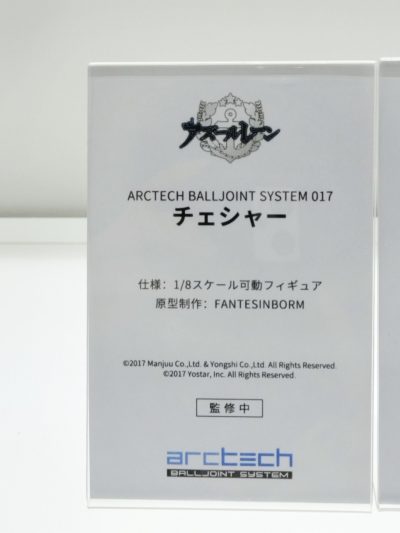 アズールレーン
ARCTECH BALLJOINT SYSTEM 017
チェシャー
仕様: 1/8スケール可動フィギュア
原型制作: FANTESINBORM
©2017 Manjuu Co.,Ltd. & Yongshi Co.,Ltd. All Rights Reserved.
©2017 Yostar, Inc. All Rights Reserved.
監修中
arctech
BALLJOINT SYSTEM